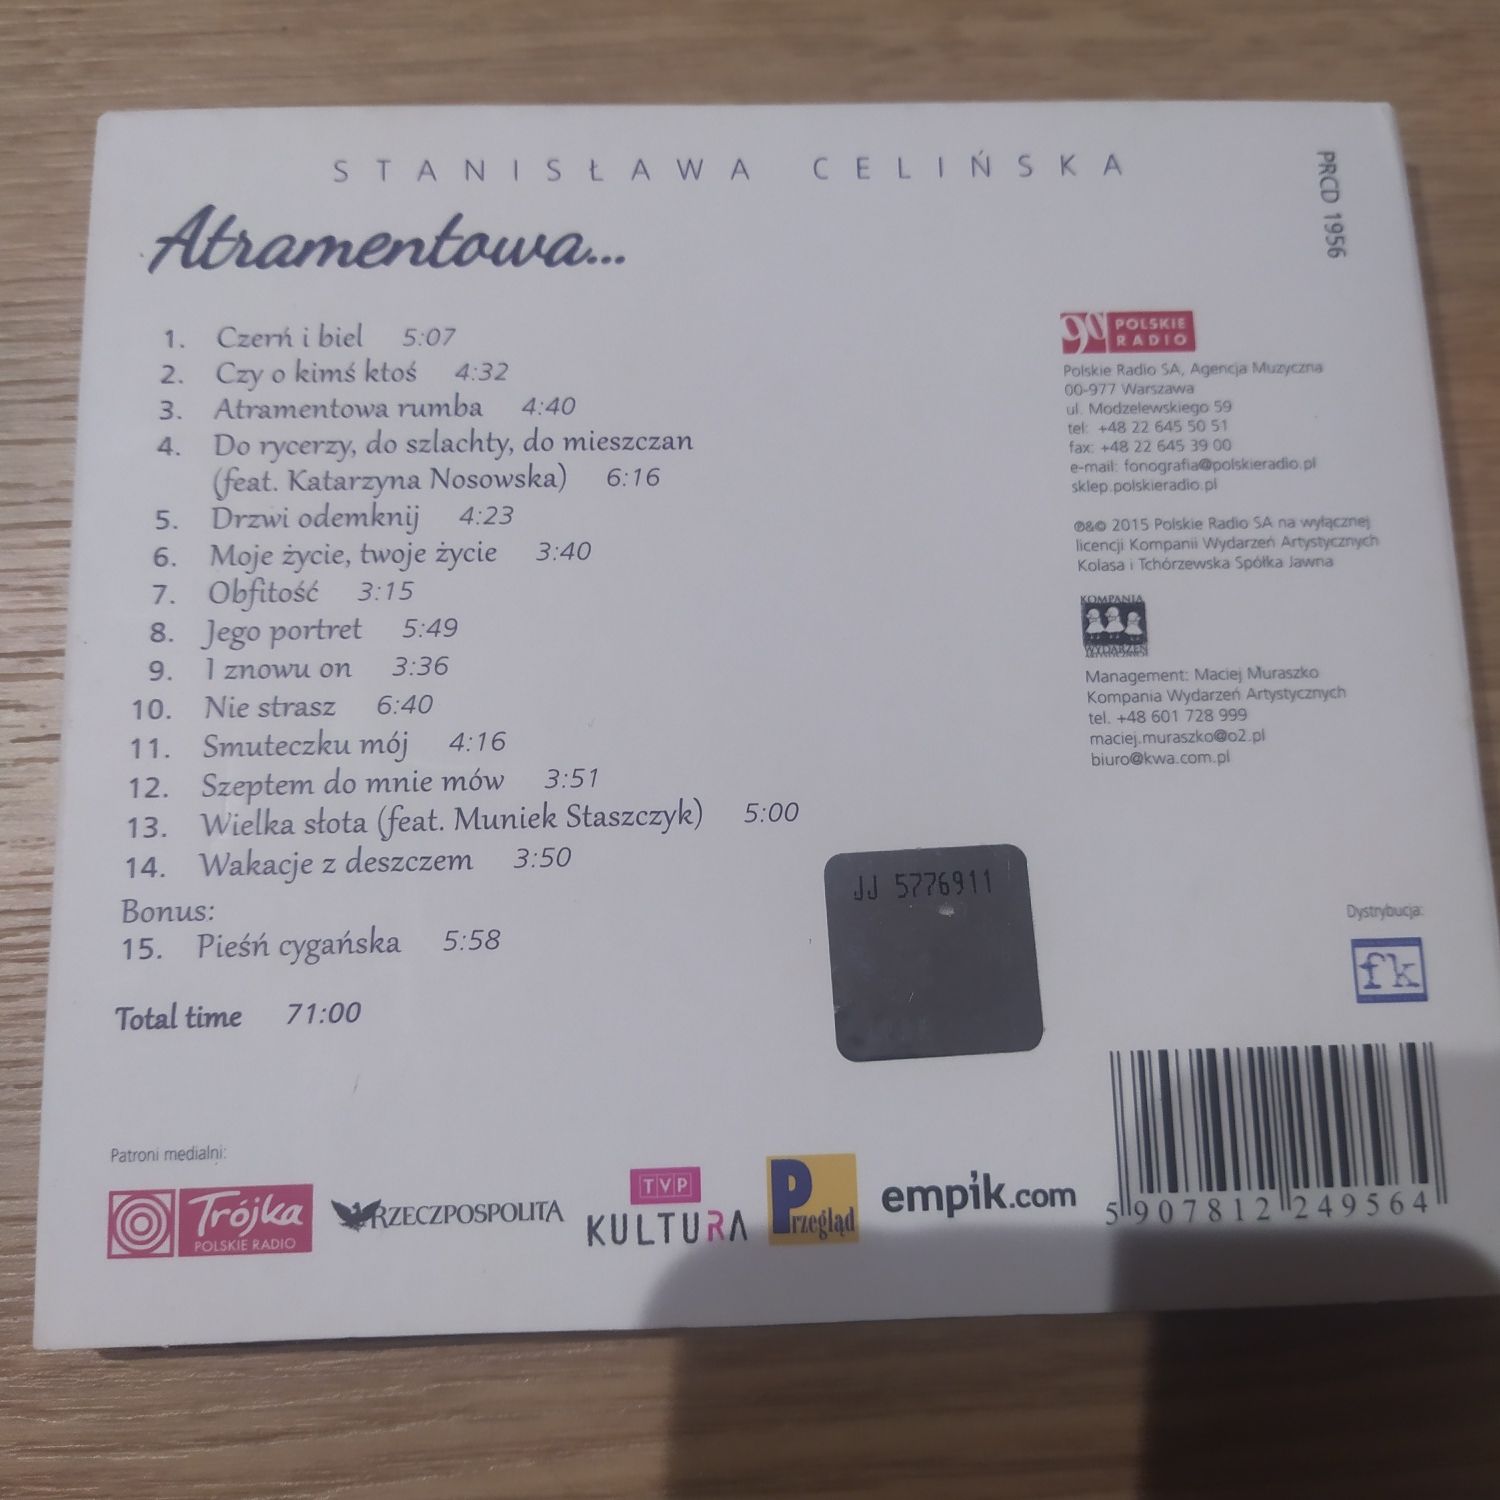 STANISŁAWA CELIŃSKA
Atramentowa...
PRCD 1956
1. Czerń i biel 5:07
2. Czy o kimś ktoś 4:32
3. Atramentowa rumba 4:40
4. Do rycerzy, do szlachty, do mieszczan
(feat. Katarzyna Nosowska) 6:16
5. Drzwi odemknij 4:23
6. Moje życie, twoje życie 3:40
7. Obfitość 3:15
8. Jego portret 5:49
9. I znowu on 3:36
10. Nie strasz 6:40
11. Smuteczku mój 4:16
12. Szeptem do mnie mów 3:51
13. Wielka słota (feat. Muniek Staszczyk) 5:00
14. Wakacje z deszczem 3:50
Bonus:
15. Pieśń cygańska 5:58
Total time 71:00
90 POLSKIE
RADIO
Polskie Radio SA, Agencja Muzyczna
00-977 Warszawa
ul. Modzelewskiego 59
tel: +48 22 645 50 51
fax: +48 22 645 39 00
e-mail: fonografia@polskieradio.pl
sklep.polskieradio.pl
℗&© 2015 Polskie Radio SA na wyłącznej
licencji Kompanii Wydarzeń Artystycznych
Kolasa i Tchórzewska Spółka Jawna
KOMPANIA
WYDARZEŃ
ARTYSTYCZNYCH
Management: Maciej Muraszko
Kompania Wydarzeń Artystycznych
tel. +48 601 728 999
maciej.muraszko@o2.pl
biuro@kwa.com.pl
JJ 5776911
Dystrybucja:
fk
Patroni medialni:
Trójka
POLSKIE RADIO
RZECZPOSPOLITA
TVP
KULTURA
Przegląd
empik.com
5 907812 249564